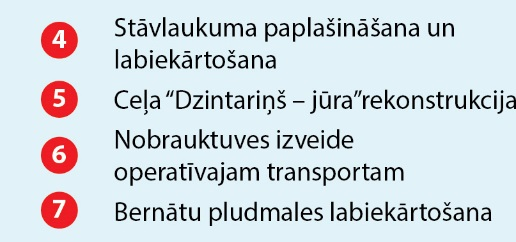 4 Stāvlaukuma paplašināšana un
labiekārtošana
5 Ceļa “Dzintariņš – jūra”rekonstrukcija
6 Nobrauktuves izveide
operatīvajam transportam
7 Bernātu pludmales labiekārtošana